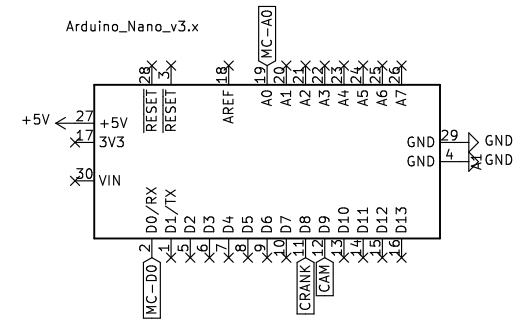 Arduino_Nano_v3.x
MC-A0
28 3 18 19 20 21 22 23 24 25 26
RESET RESET AREF A0 A1 A2 A3 A4 A5 A6 A7
+5V 27 +5V
17 3V3
30 VIN
GND 29 GND
GND 4 GND
A1
D0/RX D1/TX D2 D3 D4 D5 D6 D7 D8 D9 D10 D11 D12 D13
2 1 5 6 7 8 9 10 11 12 13 14 15 16
MC-D0 CRANK CAM